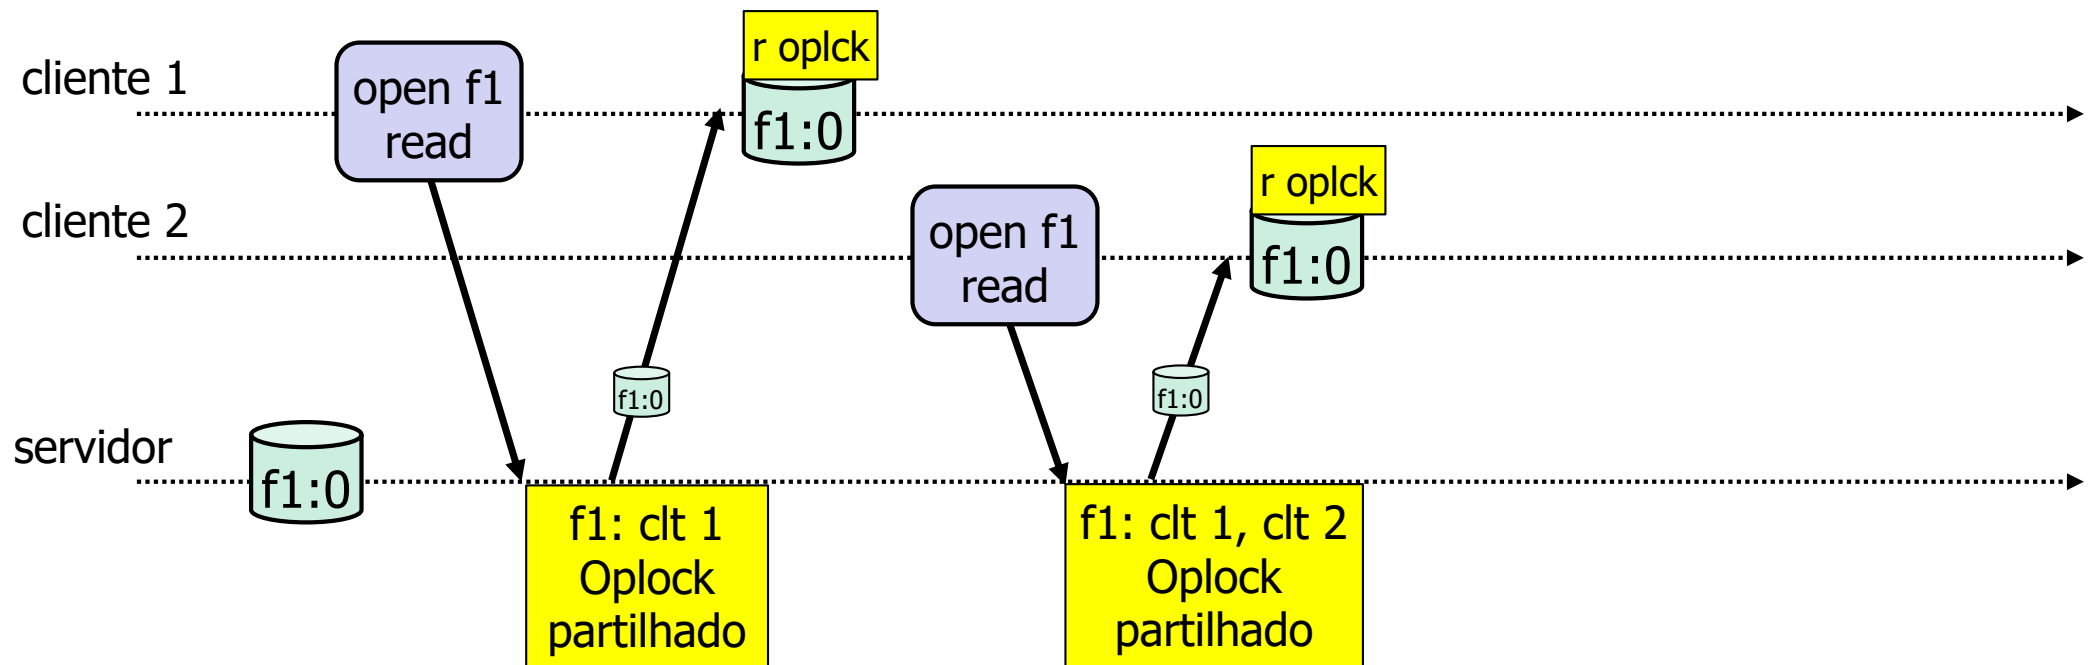 cliente 1
open f1
read
r oplck
f1:0
cliente 2
open f1
read
r oplck
f1:0
f1:0
f1:0
servidor
f1:0
f1: clt 1
Oplock
partilhado
f1: clt 1, clt 2
Oplock
partilhado